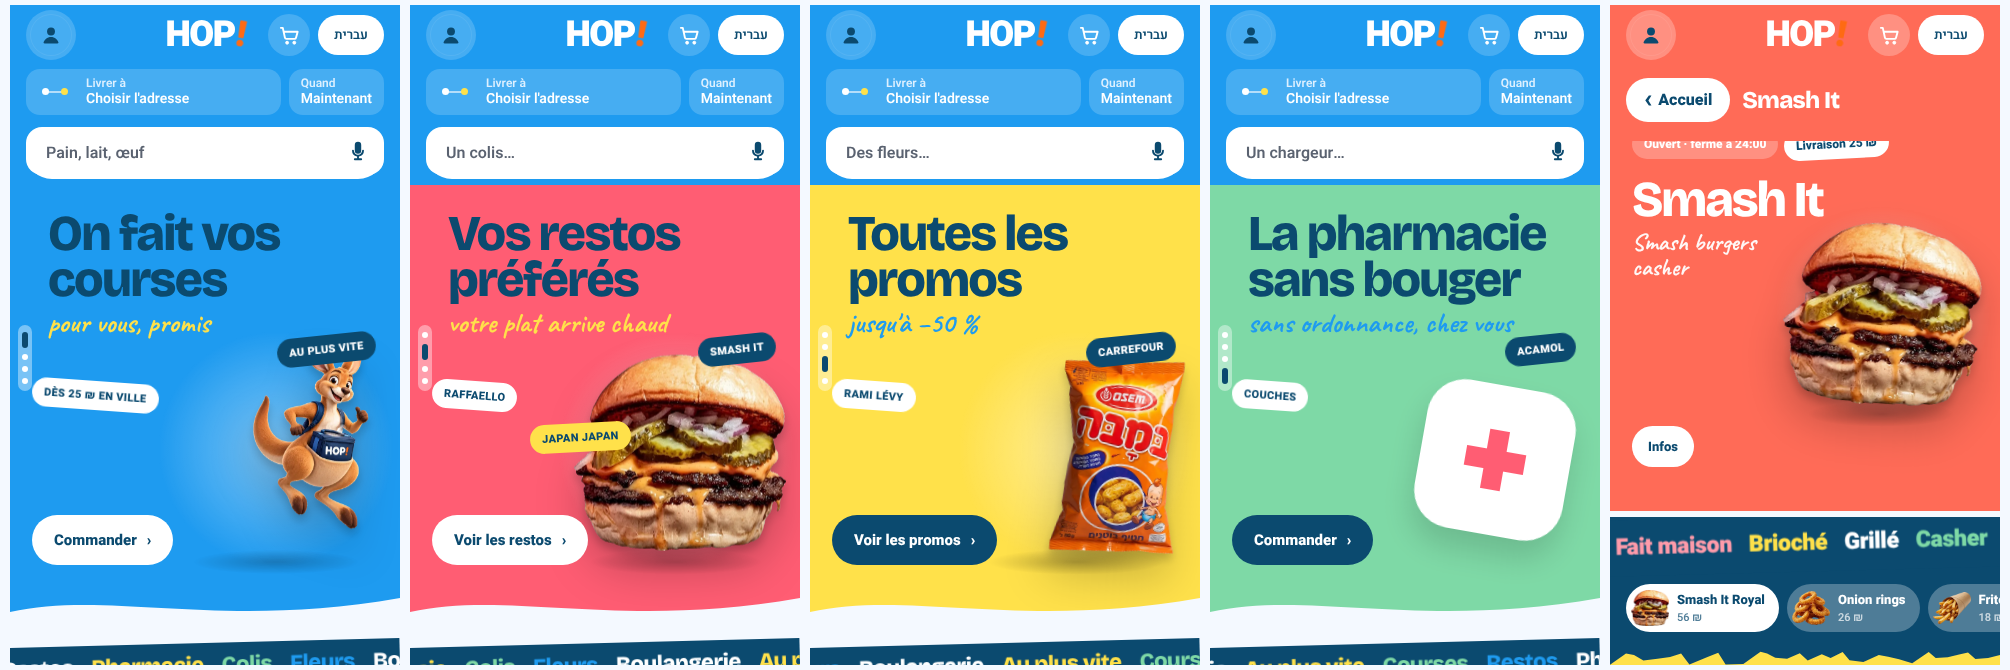 HOP!
עברית
Livrer à
Choisir l'adresse
Quand
Maintenant
Pain, lait, œuf
On fait vos
courses
pour vous, promis
AU PLUS VITE
DÈS 25 ₪ EN VILLE
HOP!
Commander ›
Pharmacie Colis Fleurs
HOP!
עברית
Livrer à
Choisir l'adresse
Quand
Maintenant
Un colis...
Vos restos
préférés
votre plat arrive chaud
SMASH IT
RAFFAELLO
JAPAN JAPAN
Voir les restos ›
Colis Fleurs Boulangerie
HOP!
עברית
Livrer à
Choisir l'adresse
Quand
Maintenant
Des fleurs...
Toutes les
promos
jusqu'à –50 %
CARREFOUR
RAMI LÉVY
OSEM
במבה
Voir les promos ›
Boulangerie Au plus vite
HOP!
עברית
Livrer à
Choisir l'adresse
Quand
Maintenant
Un chargeur...
La pharmacie
sans bouger
sans ordonnance, chez vous
ACAMOL
COUCHES
Commander ›
Au plus vite Courses Restos
HOP!
עברית
‹ Accueil
Smash It
Ouvert · ferme à 24:00
Livraison 25 ₪
Smash It
Smash burgers
casher
Infos
Fait maison Brioché Grillé Casher
Smash It Royal
56 ₪
Onion rings
26 ₪
18 ₪